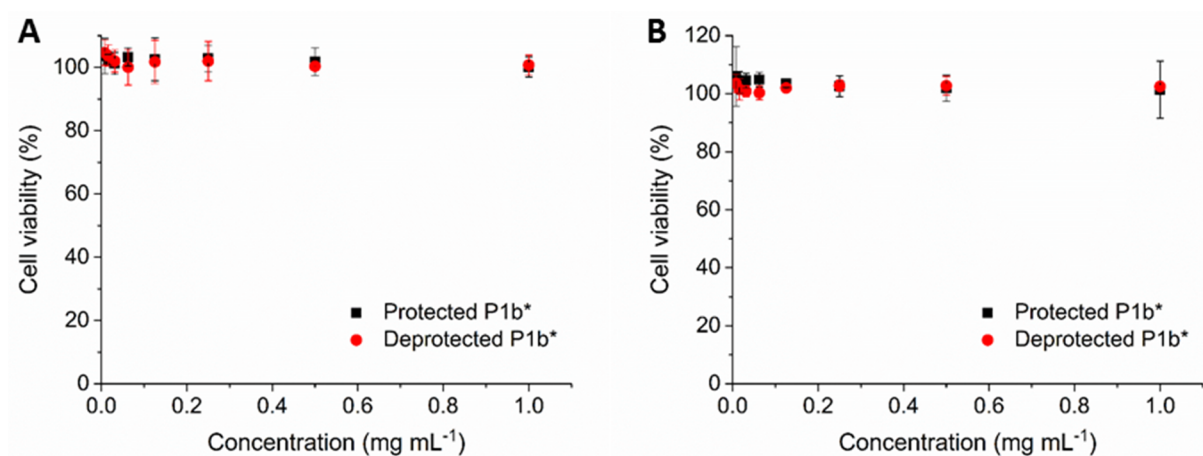 A
Cell viability (%)
100
80
60
40
20
0
0.0 0.2 0.4 0.6 0.8 1.0
Concentration (mg mL⁻¹)
Protected P1b*
Deprotected P1b*
B
Cell viability (%)
120
100
80
60
40
20
0
0.0 0.2 0.4 0.6 0.8 1.0
Concentration (mg mL⁻¹)
Protected P1b*
Deprotected P1b*